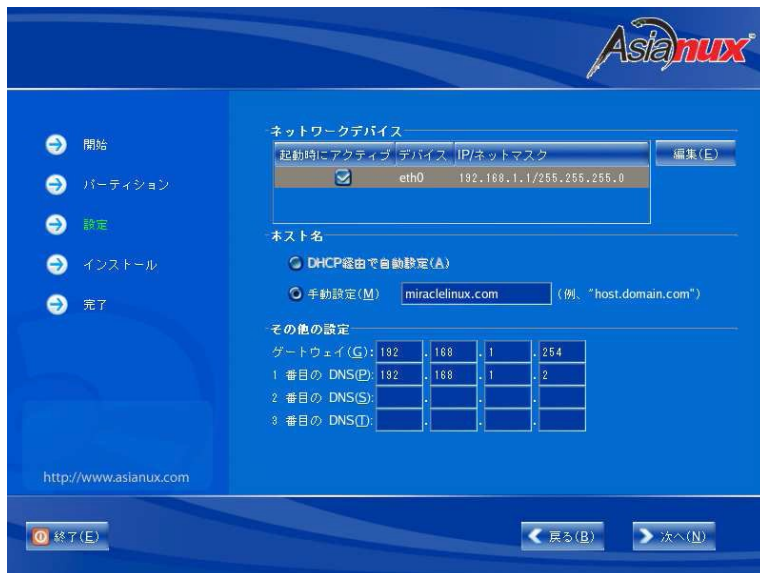 Asianux
開始
パーティション
設定
インストール
完了
http://www.asianux.com
ネットワークデバイス
起動時にアクティブ デバイス IP/ネットマスク
編集(E)
eth0 192.168.1.1/255.255.255.0
ホスト名
DHCP経由で自動設定(A)
手動設定(M) miraclelinux.com (例、"host.domain.com")
その他の設定
ゲートウェイ(G): 192 . 168 . 1 . 254
1 番目の DNS(P): 192 . 168 . 1 . 2
2 番目の DNS(S): . . .
3 番目の DNS(T): . . .
終了(E)
戻る(B)
次へ(N)